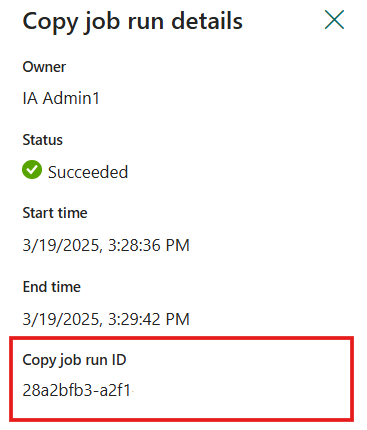 Copy job run details
Owner
IA Admin1
Status
Succeeded
Start time
3/19/2025, 3:28:36 PM
End time
3/19/2025, 3:29:42 PM
Copy job run ID
28a2bfb3-a2f1